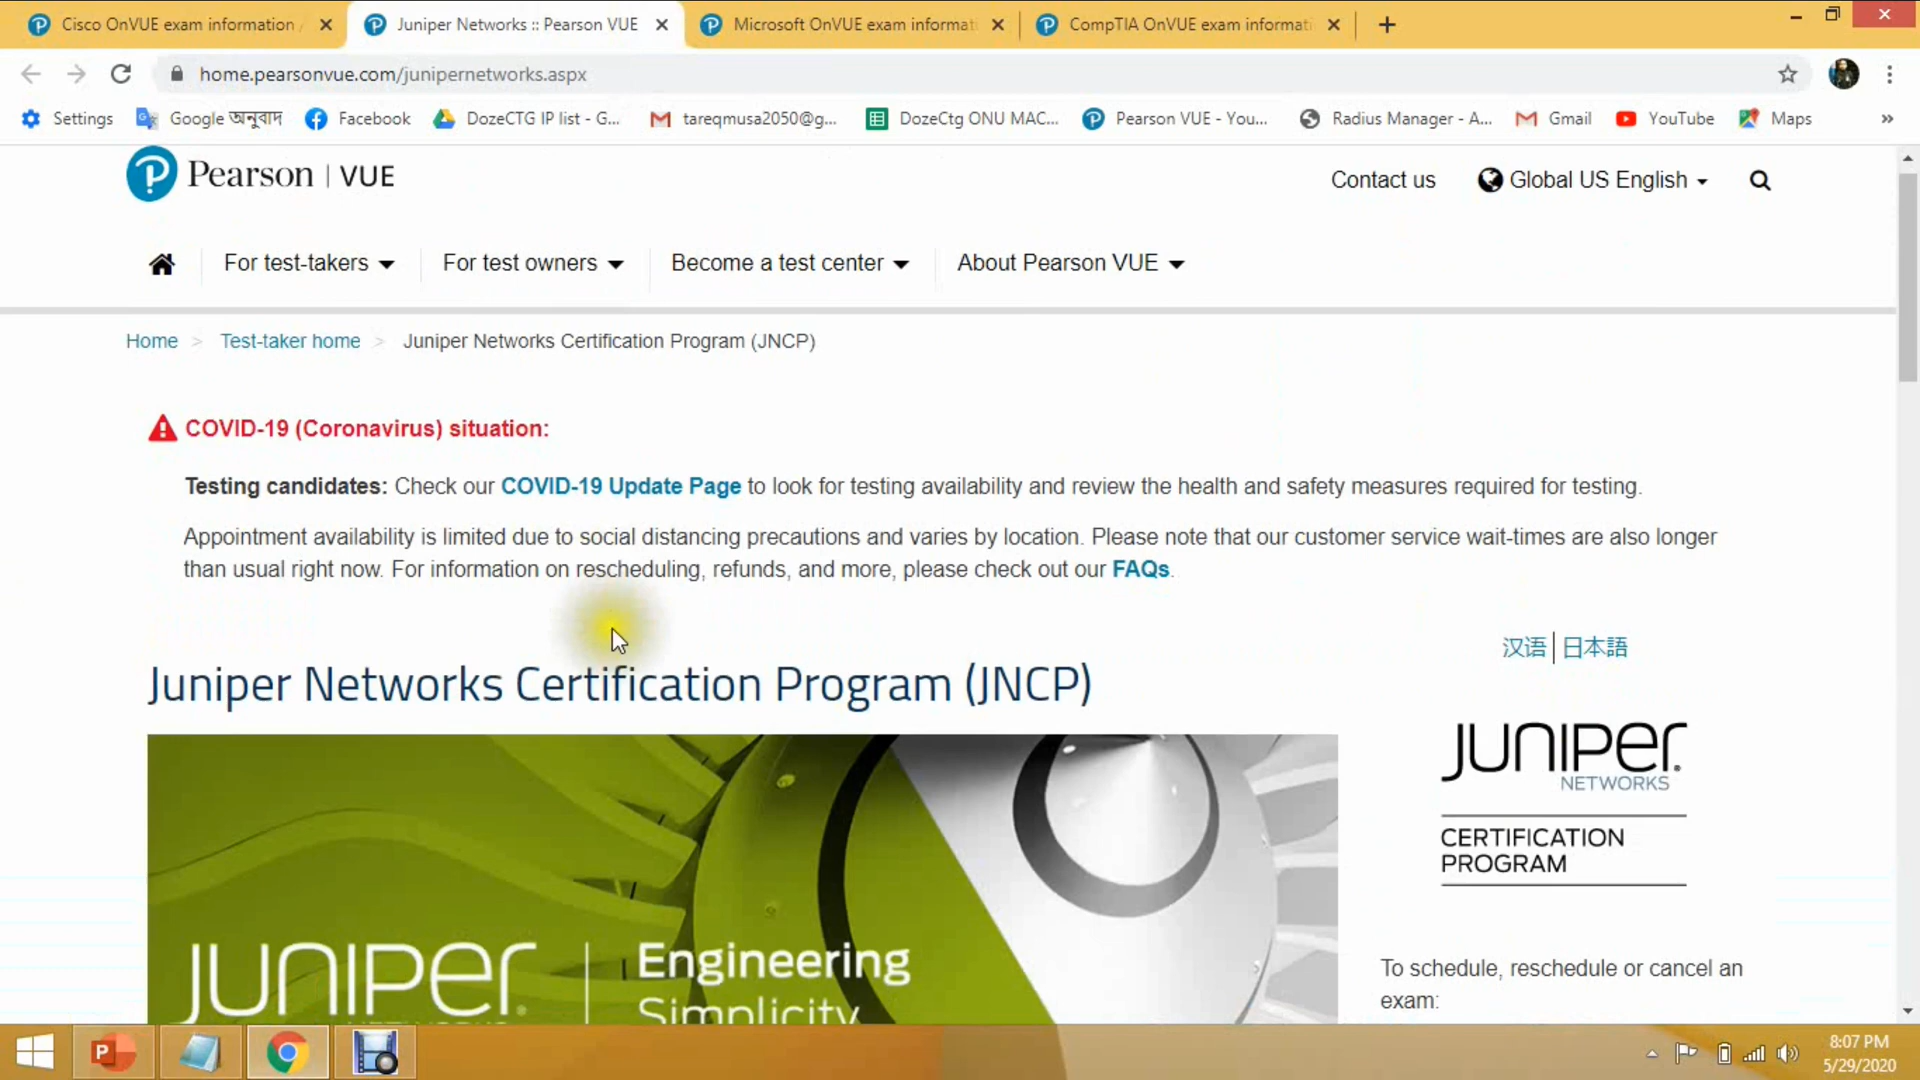 Cisco OnVUE exam information
Juniper Networks :: Pearson VUE
Microsoft OnVUE exam informati
CompTIA OnVUE exam informati
home.pearsonvue.com/junipernetworks.aspx
Settings
Google অনুবাদ
Facebook
DozeCTG IP list - G...
tareqmusa2050@g...
DozeCtg ONU MAC...
Pearson VUE - You...
Radius Manager - A...
Gmail
YouTube
Maps
»
Pearson | VUE
Contact us
Global US English
For test-takers
For test owners
Become a test center
About Pearson VUE
Home > Test-taker home > Juniper Networks Certification Program (JNCP)
COVID-19 (Coronavirus) situation:
Testing candidates: Check our COVID-19 Update Page to look for testing availability and review the health and safety measures required for testing.
Appointment availability is limited due to social distancing precautions and varies by location. Please note that our customer service wait-times are also longer
than usual right now. For information on rescheduling, refunds, and more, please check out our FAQs.
汉语 | 日本語
Juniper Networks Certification Program (JNCP)
JUNIPER
NETWORKS
CERTIFICATION
PROGRAM
JUNIPER
NETWORKS
Engineering
Simplicity
To schedule, reschedule or cancel an
exam:
8:07 PM
5/29/2020